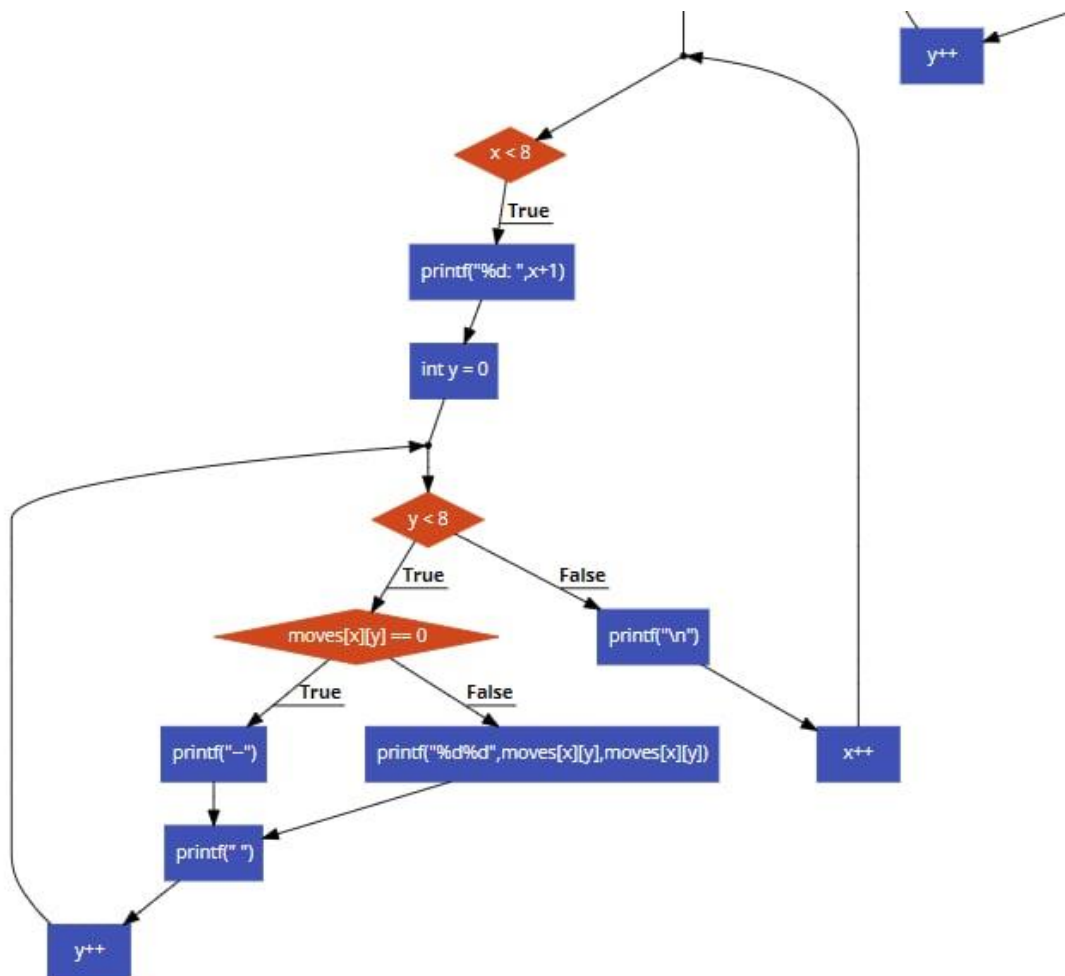 y++
x < 8
True
printf("%d: ",x+1)
int y = 0
y < 8
True
False
moves[x][y] == 0
printf("\n")
True
False
printf("--")
printf("%d%d",moves[x][y],moves[x][y])
x++
printf(" ")
y++